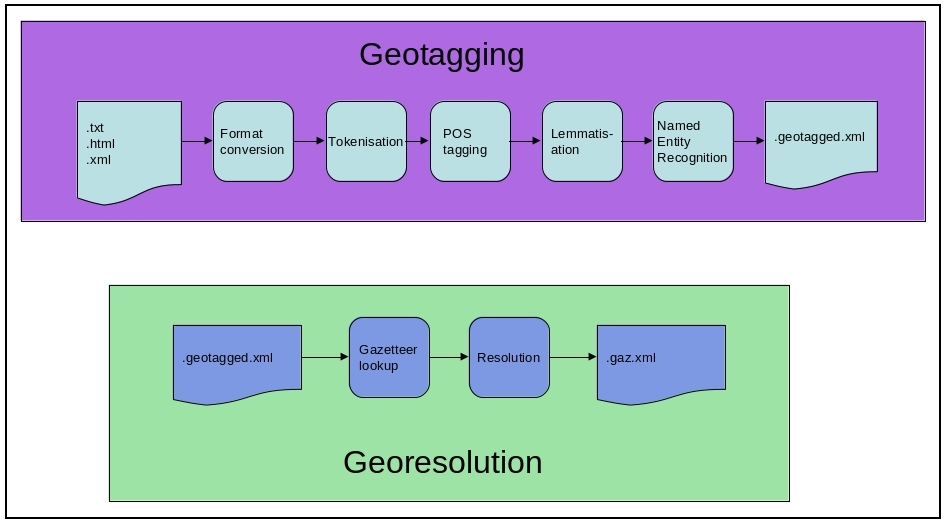 Geotagging
.txt
.html
.xml
Format
conversion
Tokenisation
POS
tagging
Lemmatis-
ation
Named
Entity
Recognition
.geotagged.xml
.geotagged.xml
Gazetteer
lookup
Resolution
.gaz.xml
Georesolution